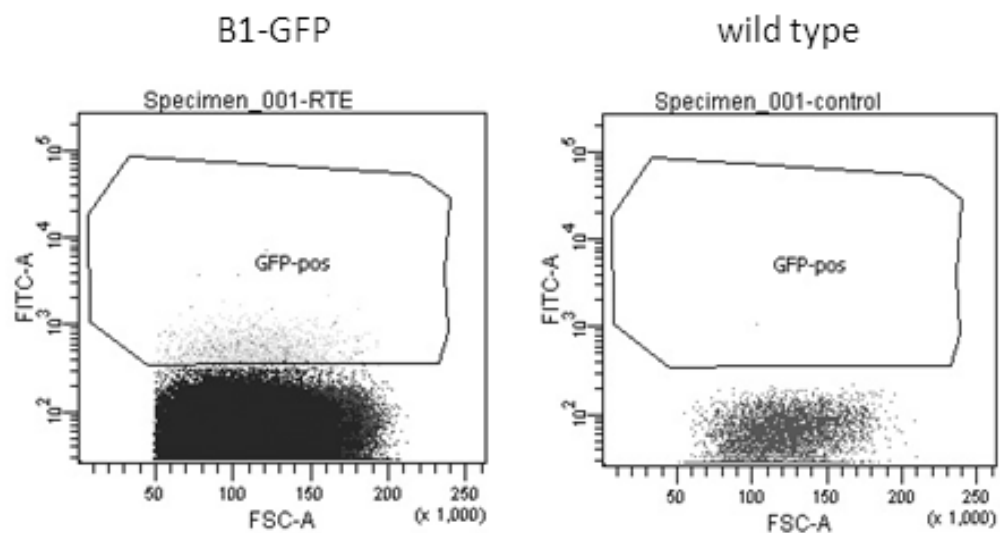 B1-GFP
wild type
Specimen_001-RTE
FITC-A
10^5
10^4
10^3
10^2
GFP-pos
50 100 150 200 250
FSC-A
(x 1,000)
Specimen_001-control
FITC-A
10^5
10^4
10^3
10^2
GFP-pos
50 100 150 200 250
FSC-A
(x 1,000)